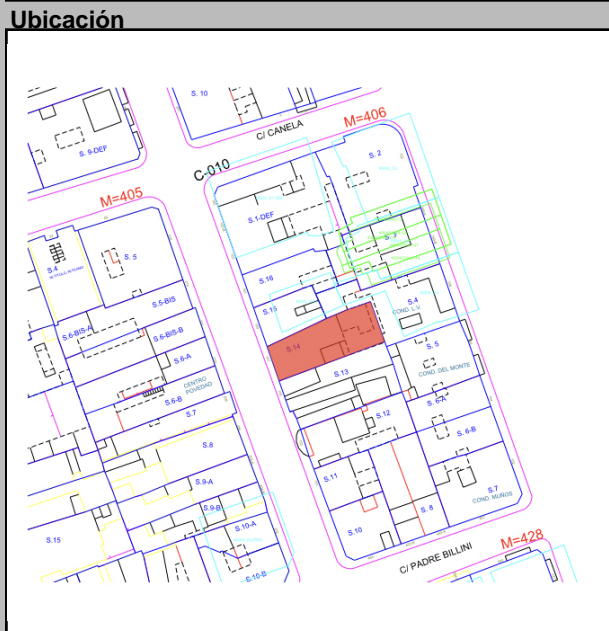 Ubicación
S. 10
C/ CANELA
M=406
S. 9-DEF
C-010
S. 2
M=405
S.1-DEF
S.4
S. 5
S. 3
S.16
S.5-BIS
S.15
S.4
COND. L.V.
S.6-BIS-A
S.6-BIS-B
S.14
S. 5
S.6-A
S.13
COND. DEL MONTE
CENTRO
POVEDAD
S.6-B
S. 6-A
S.7
S.12
S.8
S. 6-B
S.9-A
S.11
S.7
COND. MUÑOS
S.9-B
S. 8
S.10-A
S.10
S.15
M=428
C/ PADRE BILLINI
S.10-B